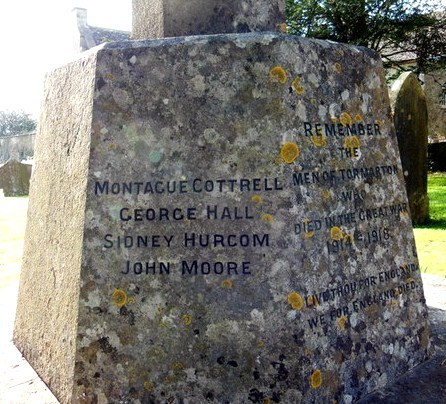 MONTAGUE COTTRELL
GEORGE HALL
SIDNEY HURCOM
JOHN MOORE
REMEMBER
THE
MEN OF TORMARTON
WHO
DIED IN THE GREAT WAR
1914 - 1918.
LIVE THOU FOR ENGLAND
WE FOR ENGLAND DIED.